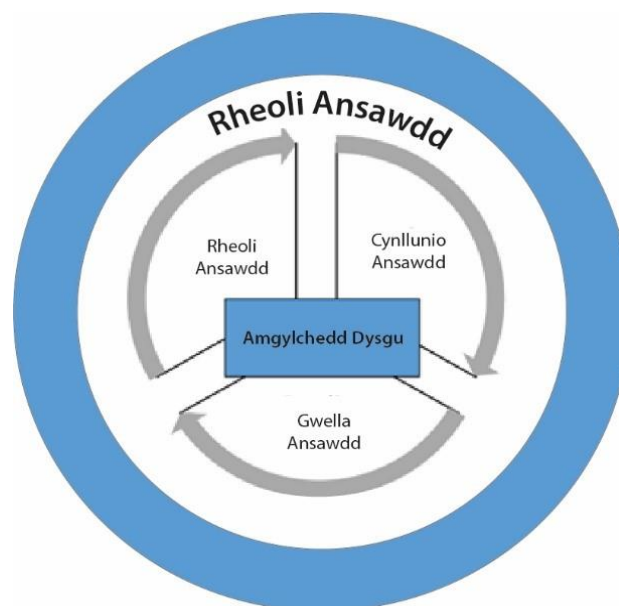 Rheoli Ansawdd
Rheoli
Ansawdd
Cynllunio
Ansawdd
Amgylchedd Dysgu
Gwella
Ansawdd